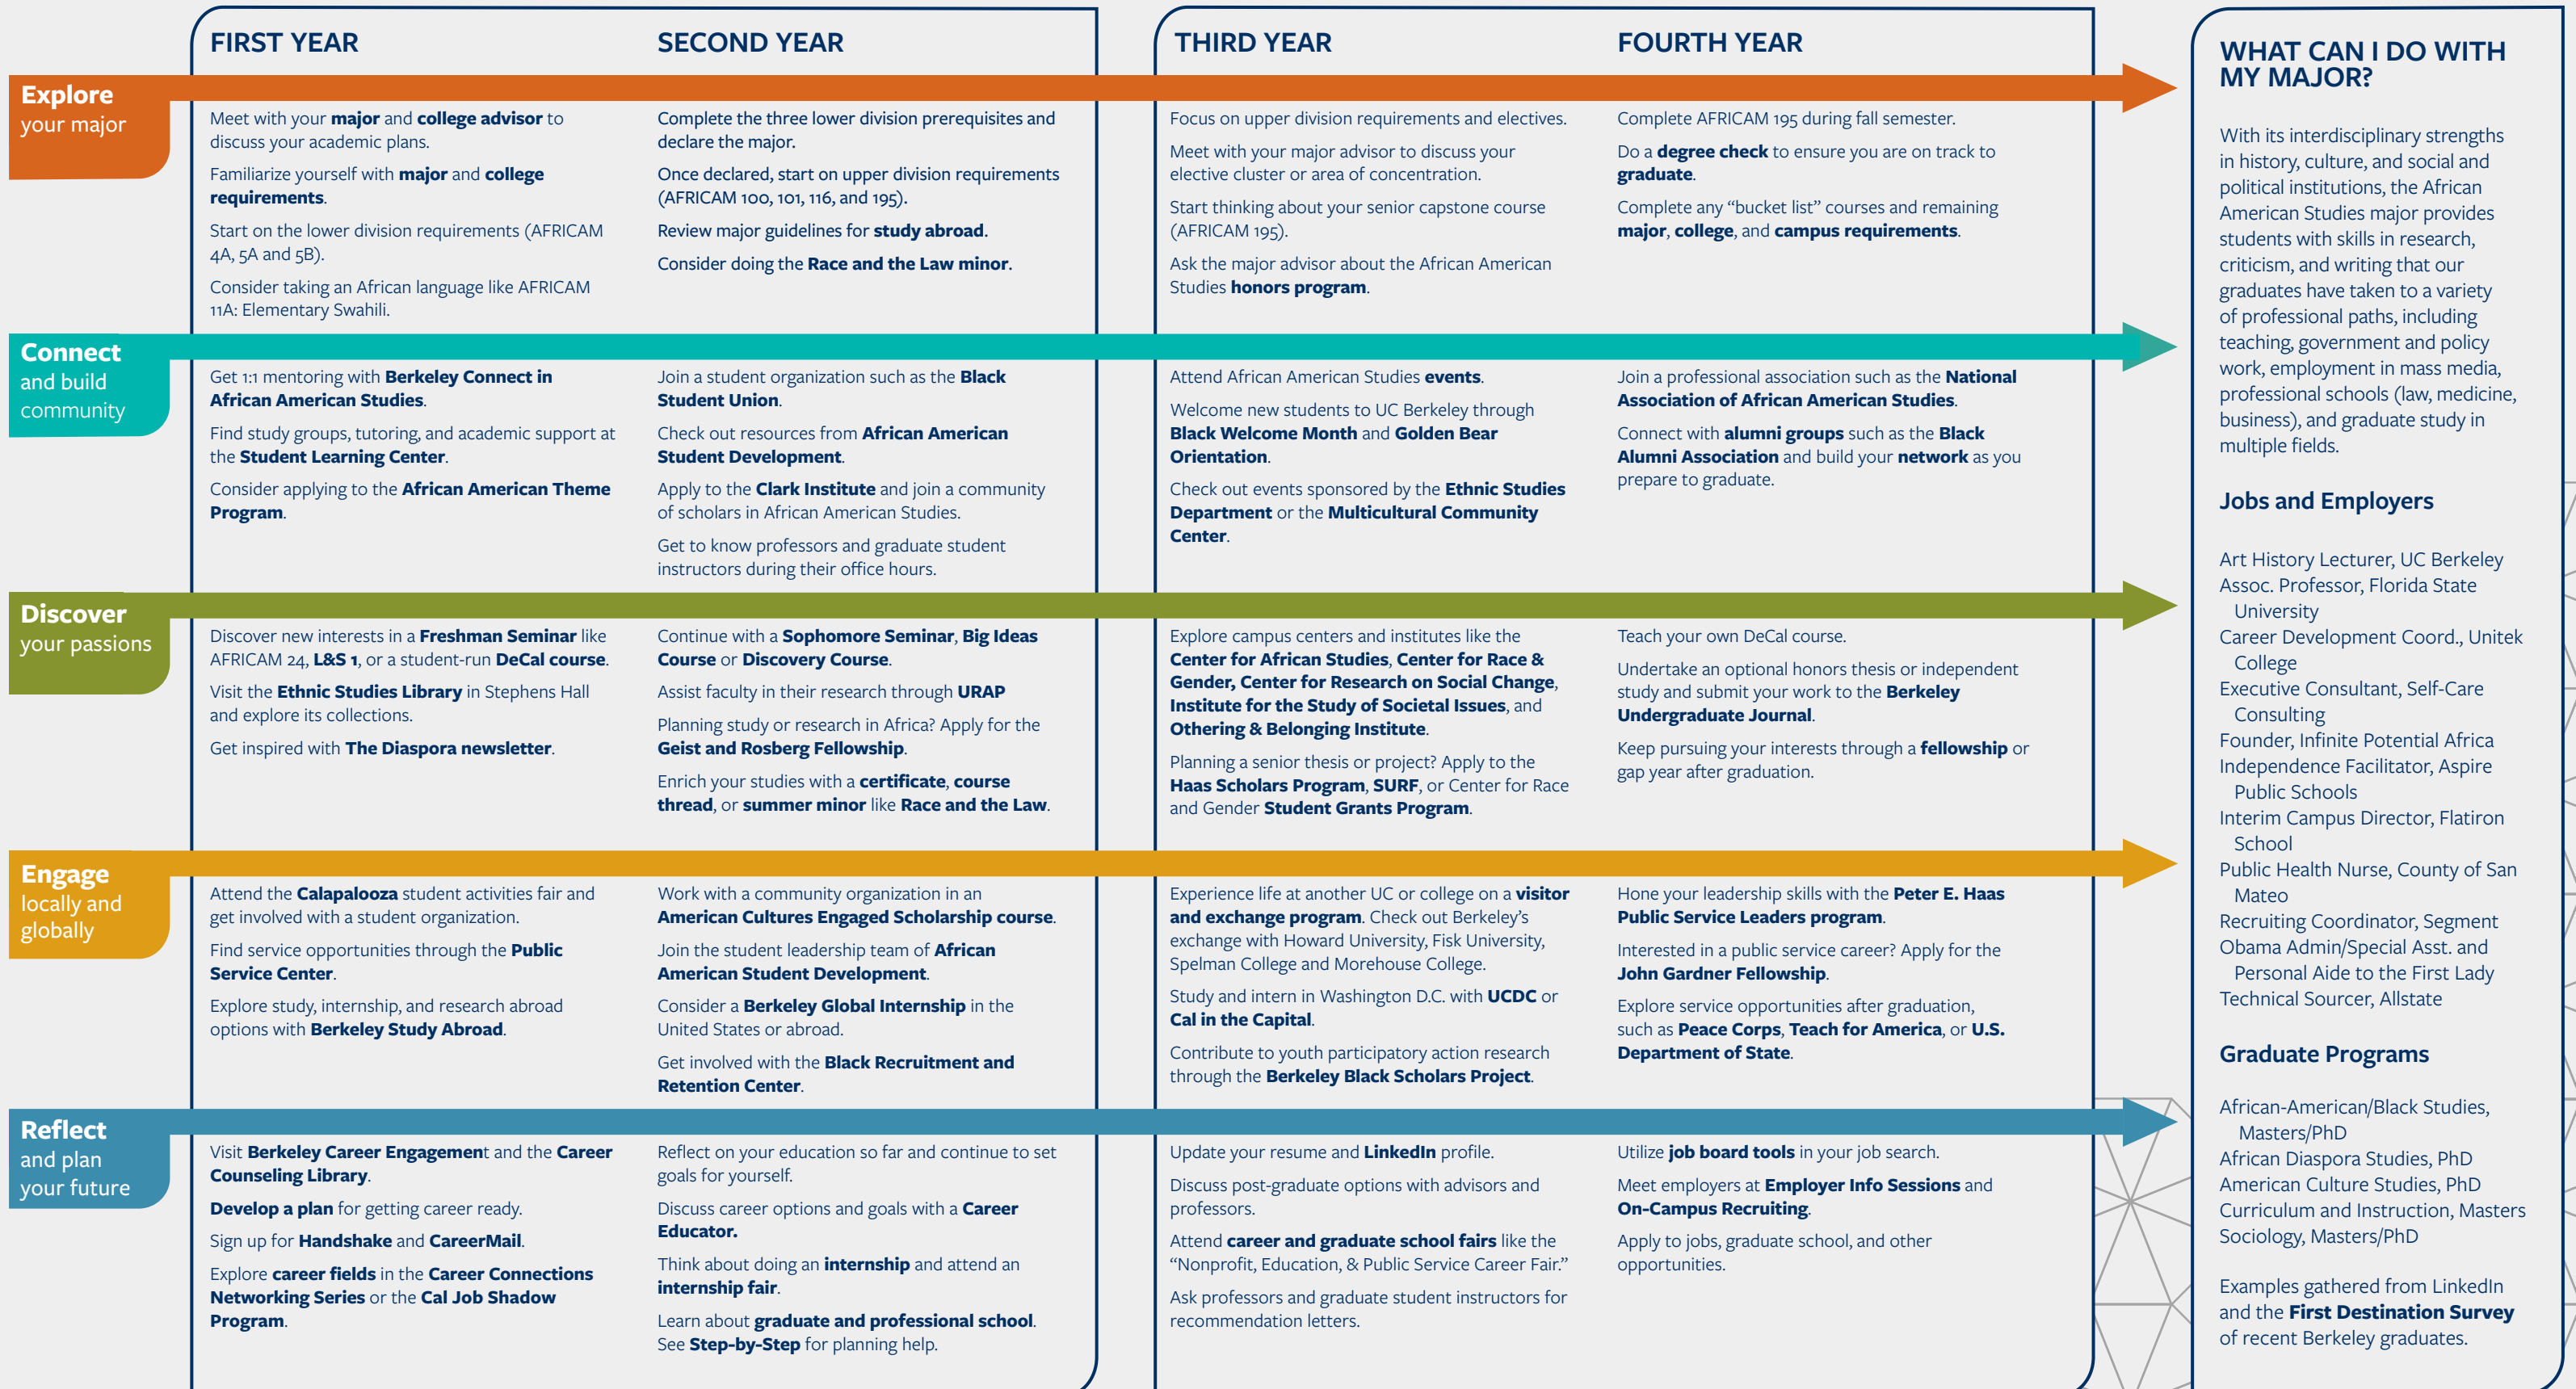 FIRST YEAR
SECOND YEAR
THIRD YEAR
FOURTH YEAR
Explore
your major
Meet with your major and college advisor to
discuss your academic plans.
Familiarize yourself with major and college
requirements.
Start on the lower division requirements (AFRICAM
4A, 5A and 5B).
Consider taking an African language like AFRICAM
11A: Elementary Swahili.
Complete the three lower division prerequisites and
declare the major.
Once declared, start on upper division requirements
(AFRICAM 100, 101, 116, and 195).
Review major guidelines for study abroad.
Consider doing the Race and the Law minor.
Focus on upper division requirements and electives.
Meet with your major advisor to discuss your
elective cluster or area of concentration.
Start thinking about your senior capstone course
(AFRICAM 195).
Ask the major advisor about the African American
Studies honors program.
Complete AFRICAM 195 during fall semester.
Do a degree check to ensure you are on track to
graduate.
Complete any “bucket list” courses and remaining
major, college, and campus requirements.
Connect
and build
community
Get 1:1 mentoring with Berkeley Connect in
African American Studies.
Find study groups, tutoring, and academic support at
the Student Learning Center.
Consider applying to the African American Theme
Program.
Join a student organization such as the Black
Student Union.
Check out resources from African American
Student Development.
Apply to the Clark Institute and join a community
of scholars in African American Studies.
Get to know professors and graduate student
instructors during their office hours.
Attend African American Studies events.
Welcome new students to UC Berkeley through
Black Welcome Month and Golden Bear
Orientation.
Check out events sponsored by the Ethnic Studies
Department or the Multicultural Community
Center.
Join a professional association such as the National
Association of African American Studies.
Connect with alumni groups such as the Black
Alumni Association and build your network as you
prepare to graduate.
Discover
your passions
Discover new interests in a Freshman Seminar like
AFRICAM 24, L&S 1, or a student-run DeCal course.
Visit the Ethnic Studies Library in Stephens Hall
and explore its collections.
Get inspired with The Diaspora newsletter.
Continue with a Sophomore Seminar, Big Ideas
Course or Discovery Course.
Assist faculty in their research through URAP
Planning study or research in Africa? Apply for the
Geist and Rosberg Fellowship.
Enrich your studies with a certificate, course
thread, or summer minor like Race and the Law.
Explore campus centers and institutes like the
Center for African Studies, Center for Race &
Gender, Center for Research on Social Change,
Institute for the Study of Societal Issues, and
Othering & Belonging Institute.
Planning a senior thesis or project? Apply to the
Haas Scholars Program, SURF, or Center for Race
and Gender Student Grants Program.
Teach your own DeCal course.
Undertake an optional honors thesis or independent
study and submit your work to the Berkeley
Undergraduate Journal.
Keep pursuing your interests through a fellowship or
gap year after graduation.
Engage
locally and
globally
Attend the Calapalooza student activities fair and
get involved with a student organization.
Find service opportunities through the Public
Service Center.
Explore study, internship, and research abroad
options with Berkeley Study Abroad.
Work with a community organization in an
American Cultures Engaged Scholarship course.
Join the student leadership team of African
American Student Development.
Consider a Berkeley Global Internship in the
United States or abroad.
Get involved with the Black Recruitment and
Retention Center.
Experience life at another UC or college on a visitor
and exchange program. Check out Berkeley’s
exchange with Howard University, Fisk University,
Spelman College and Morehouse College.
Study and intern in Washington D.C. with UCDC or
Cal in the Capital.
Contribute to youth participatory action research
through the Berkeley Black Scholars Project.
Hone your leadership skills with the Peter E. Haas
Public Service Leaders program.
Interested in a public service career? Apply for the
John Gardner Fellowship.
Explore service opportunities after graduation,
such as Peace Corps, Teach for America, or U.S.
Department of State.
Reflect
and plan
your future
Visit Berkeley Career Engagement and the Career
Counseling Library.
Develop a plan for getting career ready.
Sign up for Handshake and CareerMail.
Explore career fields in the Career Connections
Networking Series or the Cal Job Shadow
Program.
Reflect on your education so far and continue to set
goals for yourself.
Discuss career options and goals with a Career
Educator.
Think about doing an internship and attend an
internship fair.
Learn about graduate and professional school.
See Step-by-Step for planning help.
Update your resume and LinkedIn profile.
Discuss post-graduate options with advisors and
professors.
Attend career and graduate school fairs like the
“Nonprofit, Education, & Public Service Career Fair.”
Ask professors and graduate student instructors for
recommendation letters.
Utilize job board tools in your job search.
Meet employers at Employer Info Sessions and
On-Campus Recruiting.
Apply to jobs, graduate school, and other
opportunities.
WHAT CAN I DO WITH
MY MAJOR?
With its interdisciplinary strengths
in history, culture, and social and
political institutions, the African
American Studies major provides
students with skills in research,
criticism, and writing that our
graduates have taken to a variety
of professional paths, including
teaching, government and policy
work, employment in mass media,
professional schools (law, medicine,
business), and graduate study in
multiple fields.
Jobs and Employers
Art History Lecturer, UC Berkeley
Assoc. Professor, Florida State
University
Career Development Coord., Unitek
College
Executive Consultant, Self-Care
Consulting
Founder, Infinite Potential Africa
Independence Facilitator, Aspire
Public Schools
Interim Campus Director, Flatiron
School
Public Health Nurse, County of San
Mateo
Recruiting Coordinator, Segment
Obama Admin/Special Asst. and
Personal Aide to the First Lady
Technical Sourcer, Allstate
Graduate Programs
African-American/Black Studies,
Masters/PhD
African Diaspora Studies, PhD
American Culture Studies, PhD
Curriculum and Instruction, Masters
Sociology, Masters/PhD
Examples gathered from LinkedIn
and the First Destination Survey
of recent Berkeley graduates.